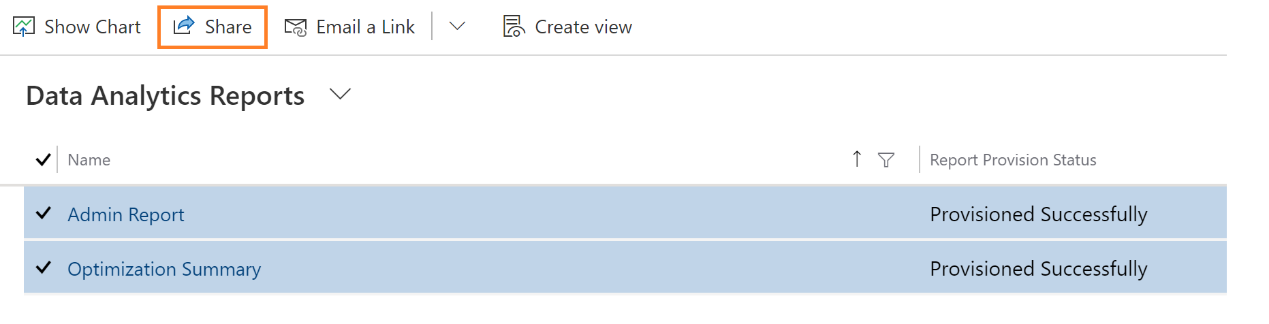 Show Chart Share Email a Link Create view
Data Analytics Reports
Name Report Provision Status
Admin Report Provisioned Successfully
Optimization Summary Provisioned Successfully